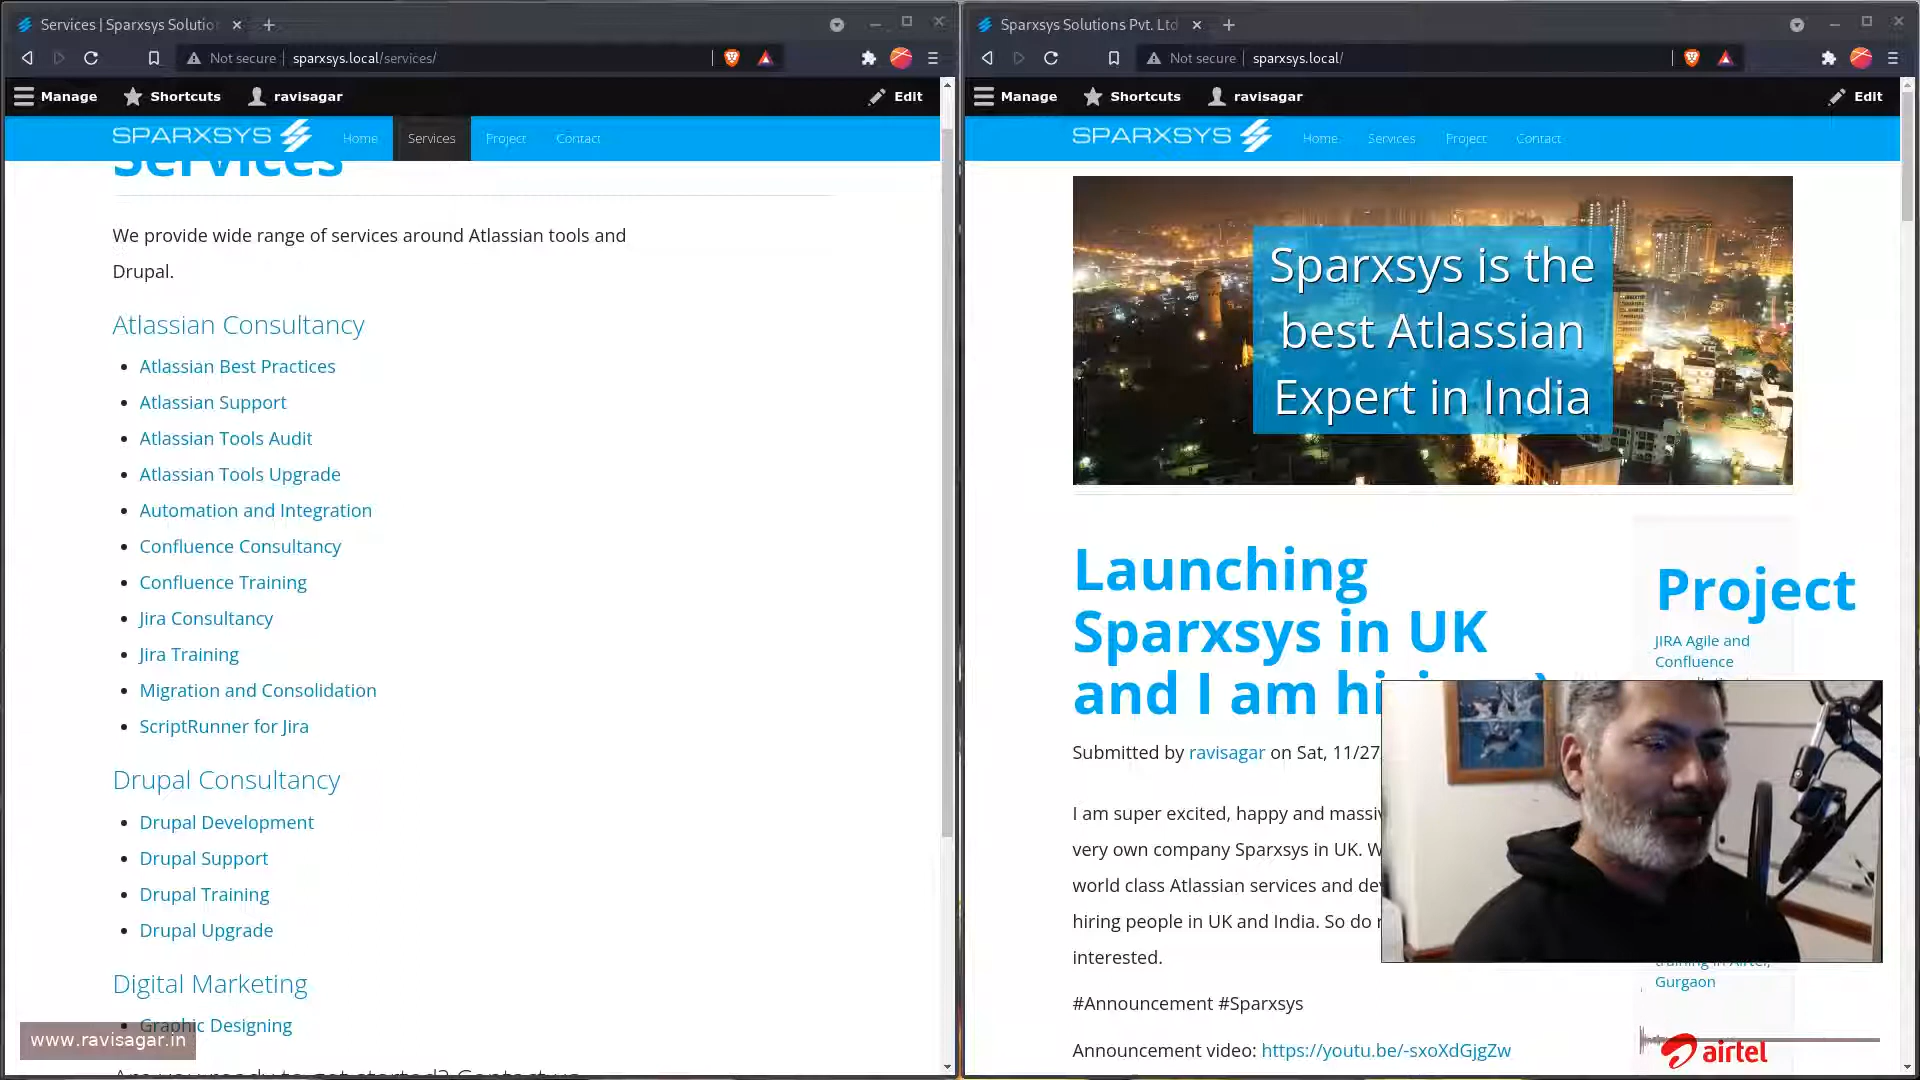 Services | Sparxsys Solutio
Not secure
sparxsys.local/services/
Manage
Shortcuts
ravisagar
Edit
SPARXSYS
Home
Services
Project
Contact
Services
We provide wide range of services around Atlassian tools and
Drupal.
Atlassian Consultancy
Atlassian Best Practices
Atlassian Support
Atlassian Tools Audit
Atlassian Tools Upgrade
Automation and Integration
Confluence Consultancy
Confluence Training
Jira Consultancy
Jira Training
Migration and Consolidation
ScriptRunner for Jira
Drupal Consultancy
Drupal Development
Drupal Support
Drupal Training
Drupal Upgrade
Digital Marketing
Graphic Designing
www.ravisagar.in
Are you ready to get started? Contact us
Sparxsys Solutions Pvt. Ltd
Not secure
sparxsys.local/
Manage
Shortcuts
ravisagar
Edit
SPARXSYS
Home
Services
Project
Contact
Sparxsys is the
best Atlassian
Expert in India
Launching
Sparxsys in UK
and I am
Submitted by ravisagar on Sat, 11/27
I am super excited, happy and
very own company Sparxsys in UK.
world class Atlassian services and
hiring people in UK and India. So do
interested.
#Announcement #Sparxsys
Announcement video: https://youtu.be/-sxoXdGjgZw
Project
JIRA Agile and
Confluence
training in Airtel,
Gurgaon
airtel